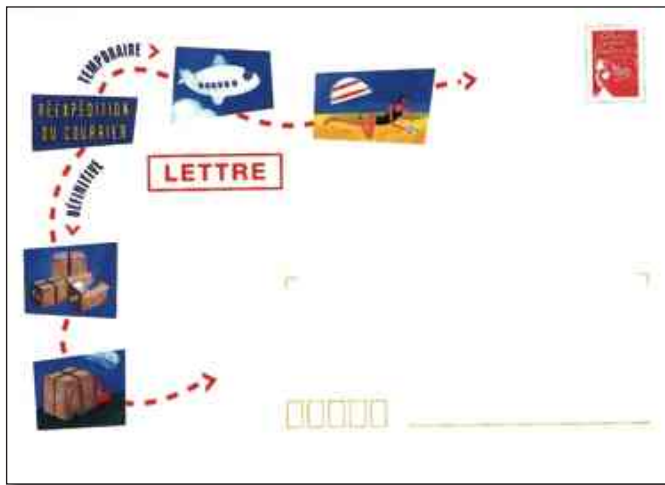 TEMPORAIRE
RÉEXPÉDITION
DU COURRIER
DÉFINITIVE
LETTRE